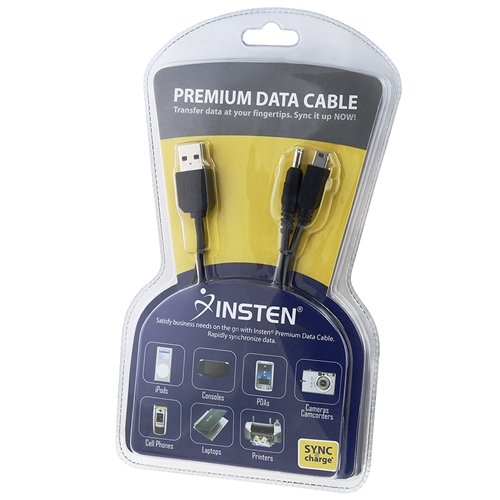 PREMIUM DATA CABLE
Transfer data at your fingertips. Sync it up NOW!
INSTEN®
Satisfy business needs on the go with Insten® Premium Data Cable.
Rapidly synchronize data.
iPods
Consoles
PDAs
Cameras
Camcorders
Cell Phones
Laptops
Printers
SYNC
charge+